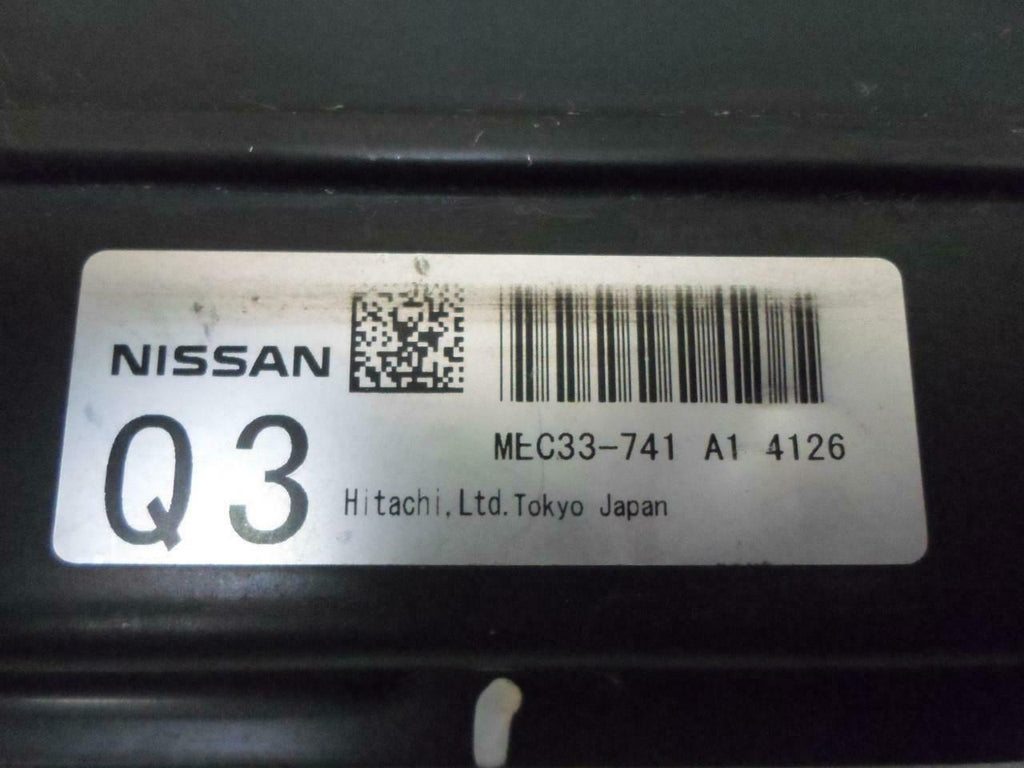 NISSAN
MEC33-741 A1 4126
Q3
Hitachi,Ltd.Tokyo Japan